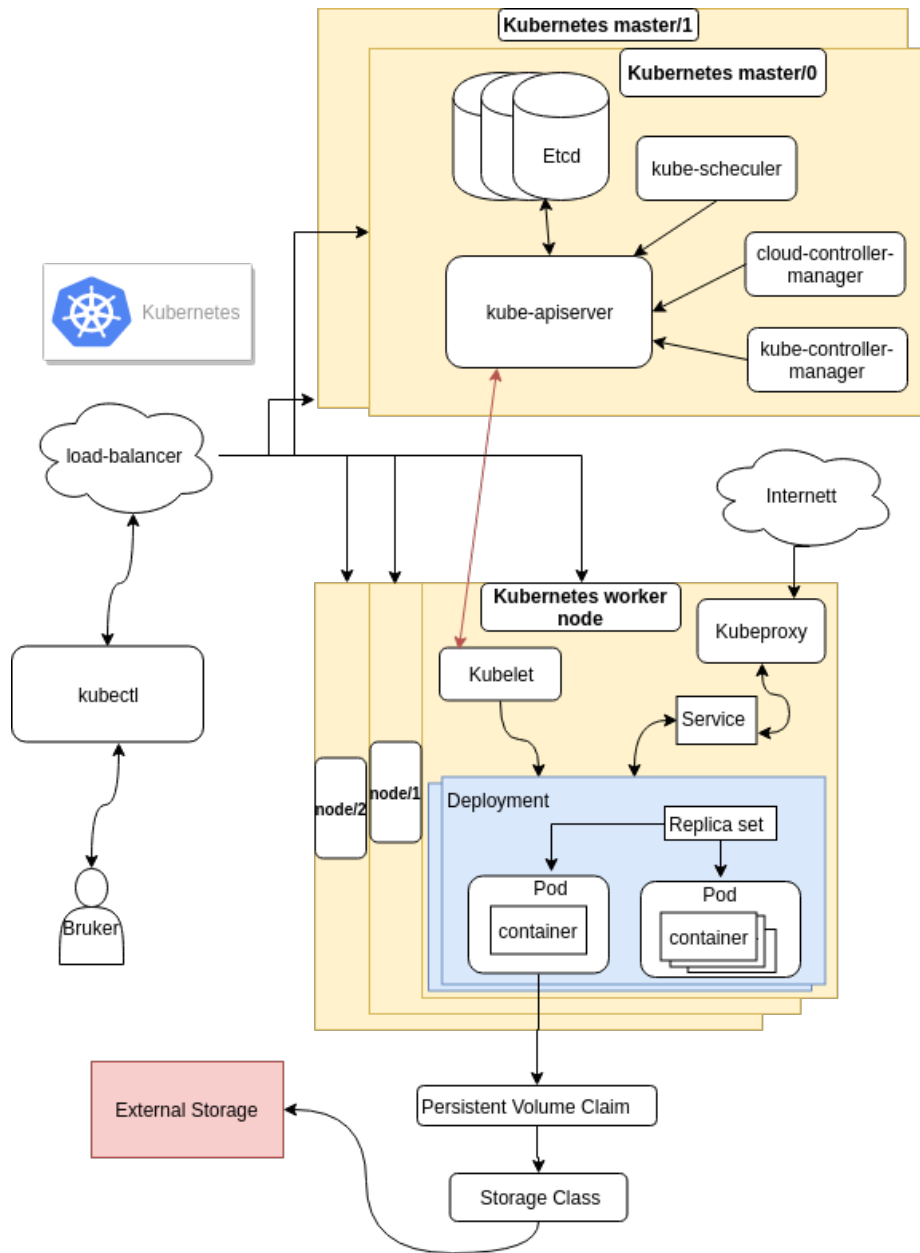 Kubernetes master/1
Kubernetes master/0
Etcd
kube-scheculer
cloud-controller-
manager
kube-apiserver
kube-controller-
manager
Kubernetes
load-balancer
Internett
Kubernetes worker
node
Kubeproxy
Kubelet
kubectl
Service
node/2
node/1
Deployment
Replica set
Pod
container
Pod
container
Bruker
External Storage
Persistent Volume Claim
Storage Class